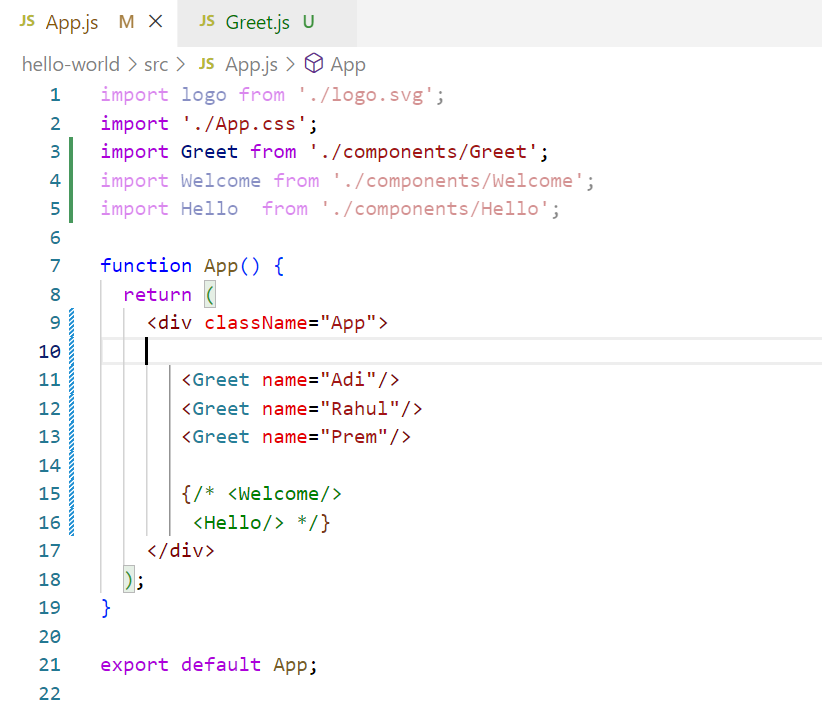 JS App.js M ×
JS Greet.js U
hello-world > src > JS App.js > App
1 import logo from './logo.svg';
2 import './App.css';
3 import Greet from './components/Greet';
4 import Welcome from './components/Welcome';
5 import Hello  from './components/Hello';
6
7 function App() {
8   return (
9     <div className="App">
10
11        <Greet name="Adi"/>
12        <Greet name="Rahul"/>
13        <Greet name="Prem"/>
14
15        {/* <Welcome/>
16         <Hello/> */}
17     </div>
18   );
19 }
20
21 export default App;
22